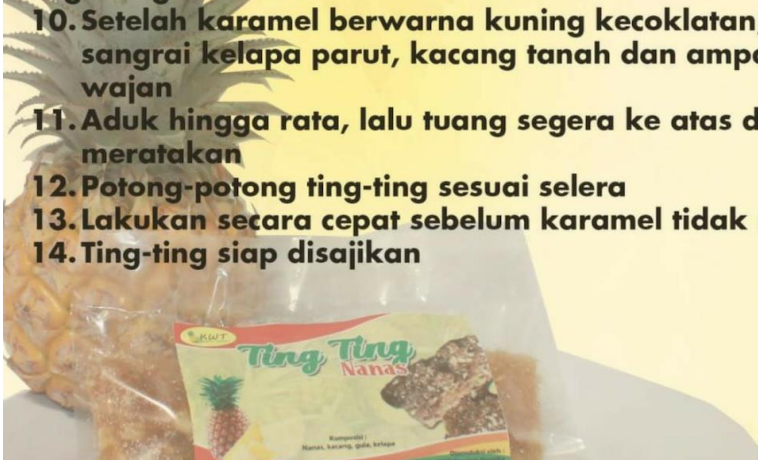 10. Setelah karamel berwarna kuning kecoklatan,
sangrai kelapa parut, kacang tanah dan
wajan
11. Aduk hingga rata, lalu tuang segera ke atas
meratakan
12. Potong-potong ting-ting sesuai selera
13. Lakukan secara cepat sebelum karamel tidak
14. Ting-ting siap disajikan
KWT
Ting Ting
Nanas
Komposisi :
Nanas, kacang, gula, kelapa
Diproduksi oleh :